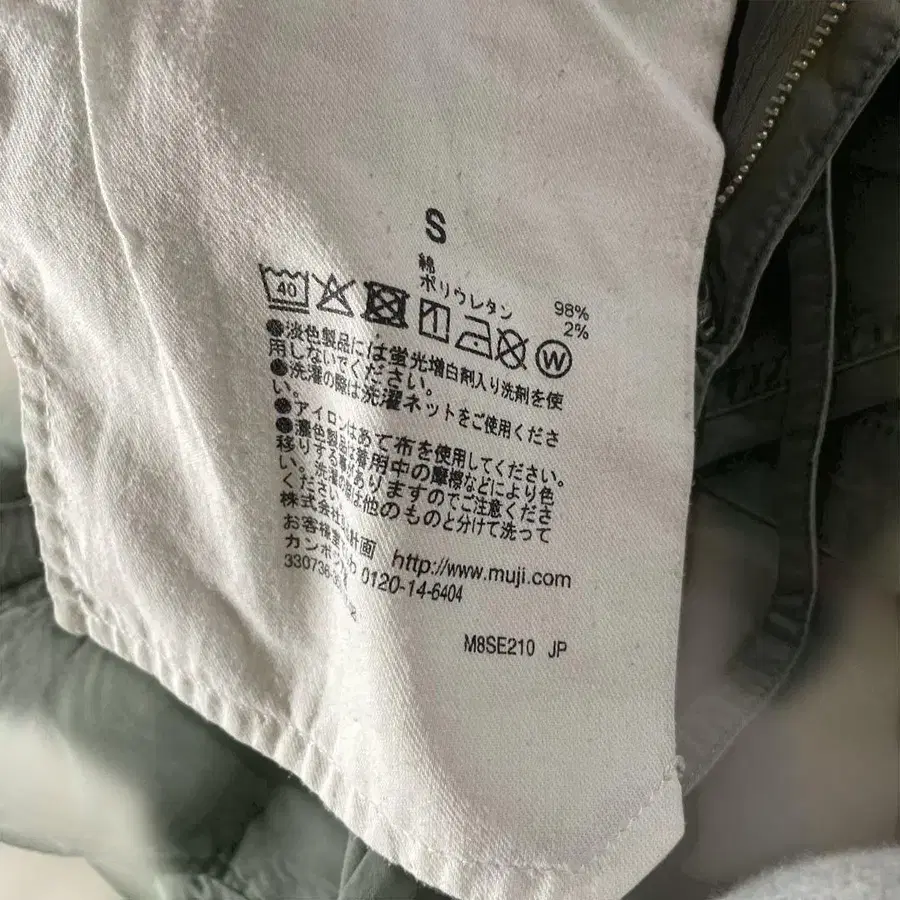 S
綿 98%
ポリウレタン 2%
40
W
●淡色製品には蛍光増白剤入り洗剤を使
用しないでください。
●洗濯の際は洗濯ネットをご使用くださ
い。
●アイロンはあて布を使用してください。
●濃色製品は着用中の摩擦などにより色
移りする事がありますのでご注意くださ
い。洗濯の際は他のものと分けて洗って
ください。
株式会社 計画 http://www.muji.com
お客様室 0120-14-6404
カンボ
330736
M8SE210 JP